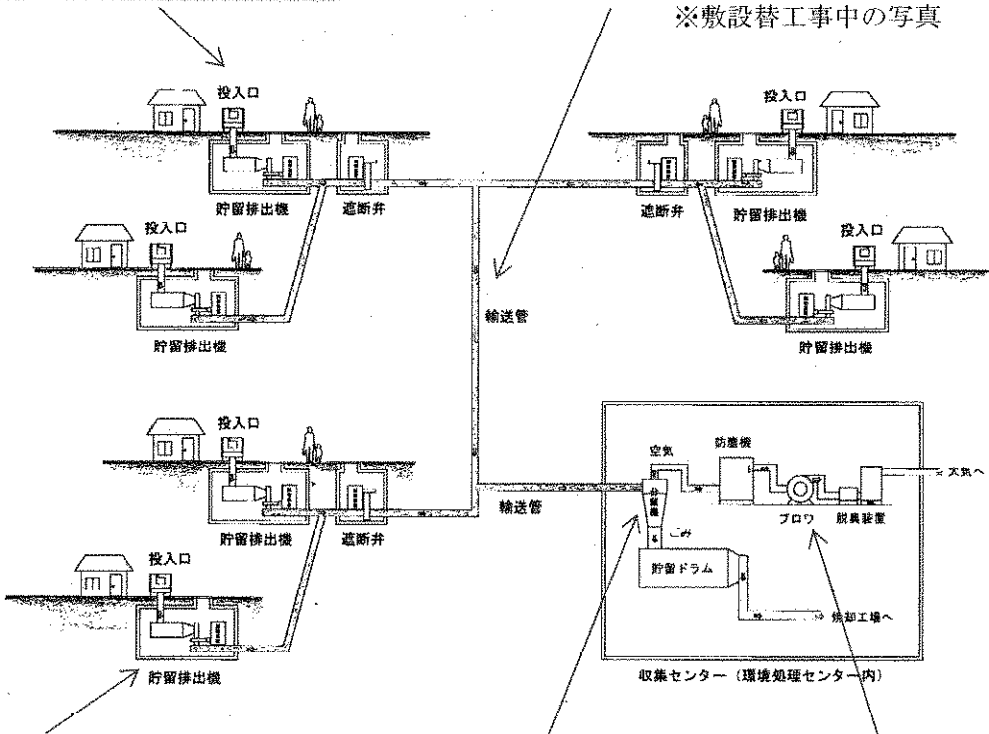 ※敷設替工事中の写真
投入口
投入口
貯留排出機
遮断弁
遮断弁
貯留排出機
投入口
投入口
貯留排出機
輸送管
貯留排出機
投入口
空気
防塵機
大気へ
分離機
貯留排出機
遮断弁
輸送管
ごみ
ブロワ
脱臭装置
投入口
貯留ドラム
焼却工場へ
貯留排出機
収集センター（環境処理センター内）